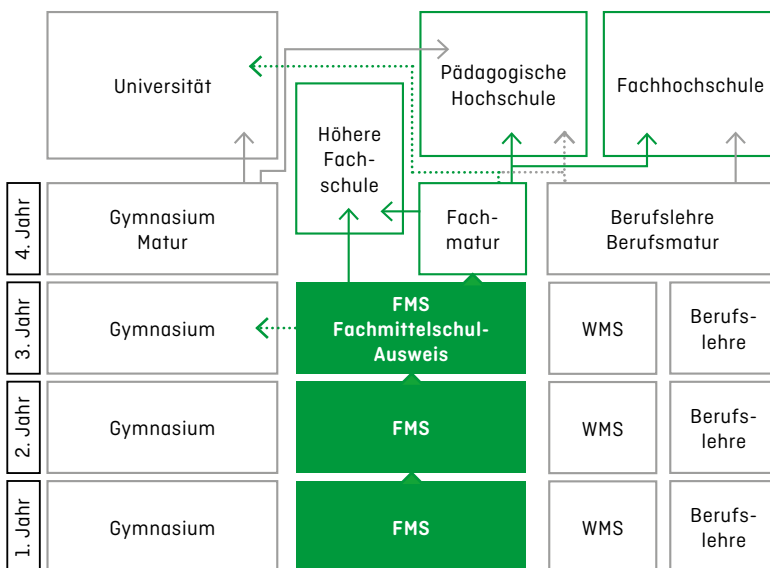 Universität
Pädagogische
Hochschule
Fachhochschule
Höhere
Fach-
schule
4. Jahr
Gymnasium
Matur
Fach-
matur
Berufslehre
Berufsmatur
3. Jahr
Gymnasium
FMS
Fachmittelschul-
Ausweis
WMS
Berufs-
lehre
2. Jahr
Gymnasium
FMS
WMS
Berufs-
lehre
1. Jahr
Gymnasium
FMS
WMS
Berufs-
lehre